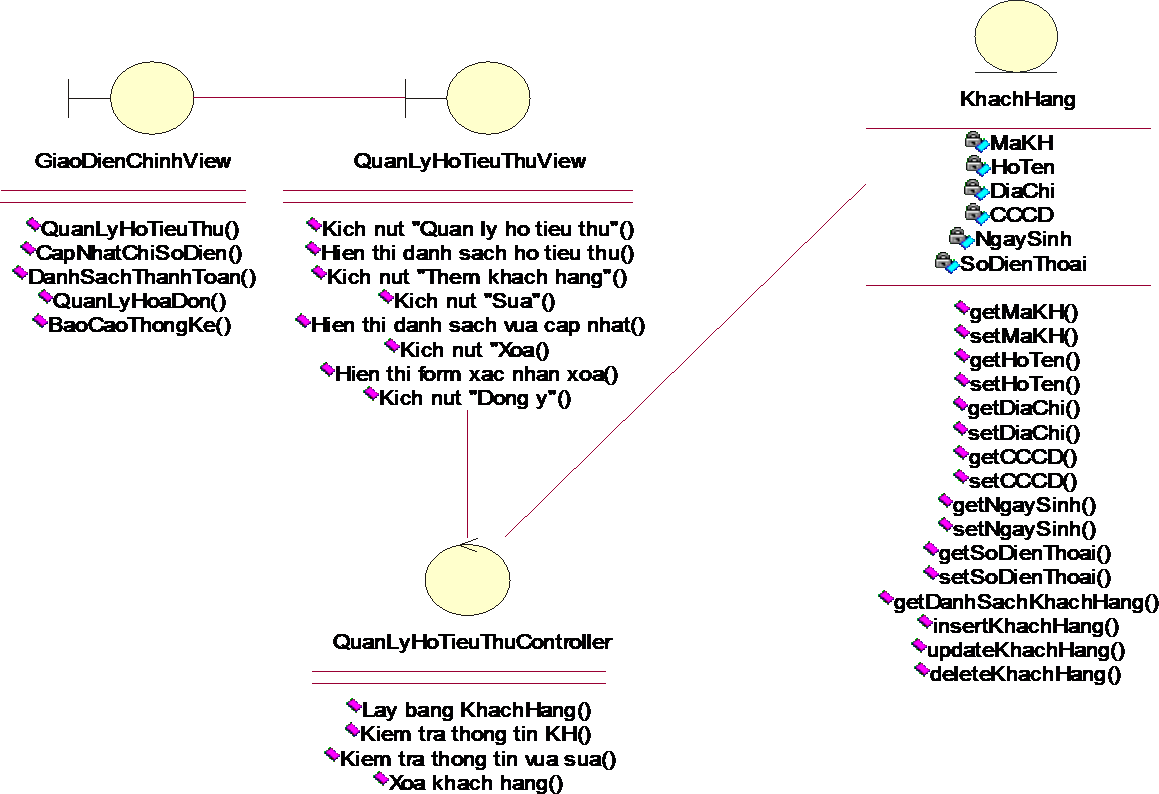 GiaoDienChinhView
QuanLyHoTieuThu()
CapNhatChiSoDien()
DanhSachThanhToan()
QuanLyHoaDon()
BaoCaoThongKe()
QuanLyHoTieuThuView
Kich nut "Quan ly ho tieu thu"()
Hien thi danh sach ho tieu thu()
Kich nut "Them khach hang"()
Kich nut "Sua"()
Hien thi danh sach vua cap nhat()
Kich nut "Xoa()
Hien thi form xac nhan xoa()
Kich nut "Dong y"()
KhachHang
MaKH
HoTen
DiaChi
CCCD
NgaySinh
SoDienThoai
getMaKH()
setMaKH()
getHoTen()
setHoTen()
getDiaChi()
setDiaChi()
getCCCD()
setCCCD()
getNgaySinh()
setNgaySinh()
getSoDienThoai()
setSoDienThoai()
getDanhSachKhachHang()
insertKhachHang()
updateKhachHang()
deleteKhachHang()
QuanLyHoTieuThuController
Lay bang KhachHang()
Kiem tra thong tin KH()
Kiem tra thong tin vua sua()
Xoa khach hang()